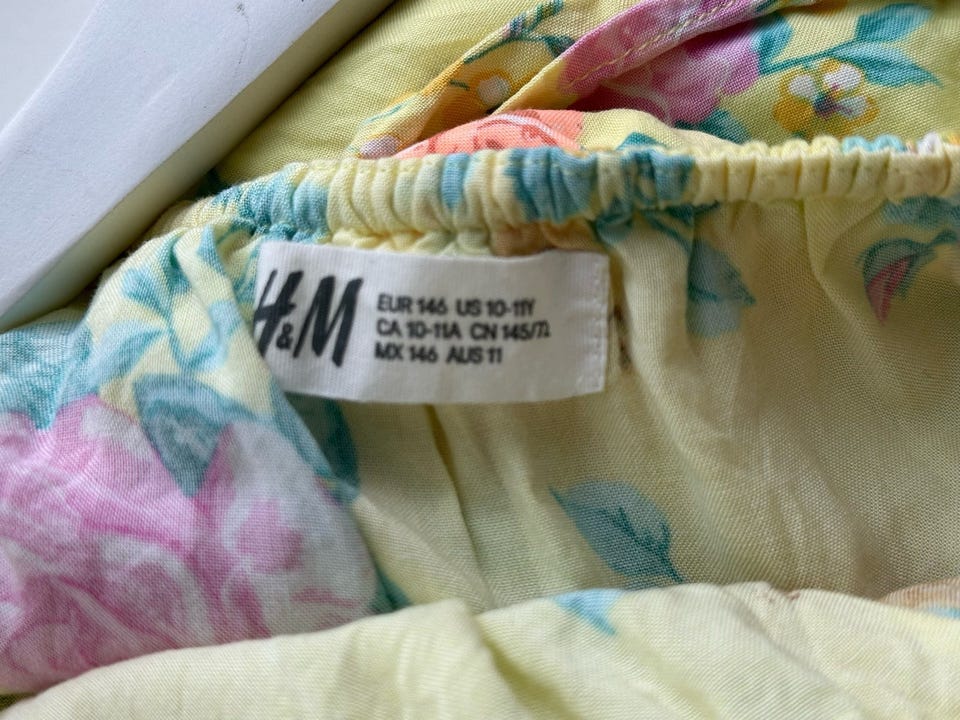 H&M
EUR 146 US 10-11Y
CA 10-11A CN 145/72
MX 146 AUS 11